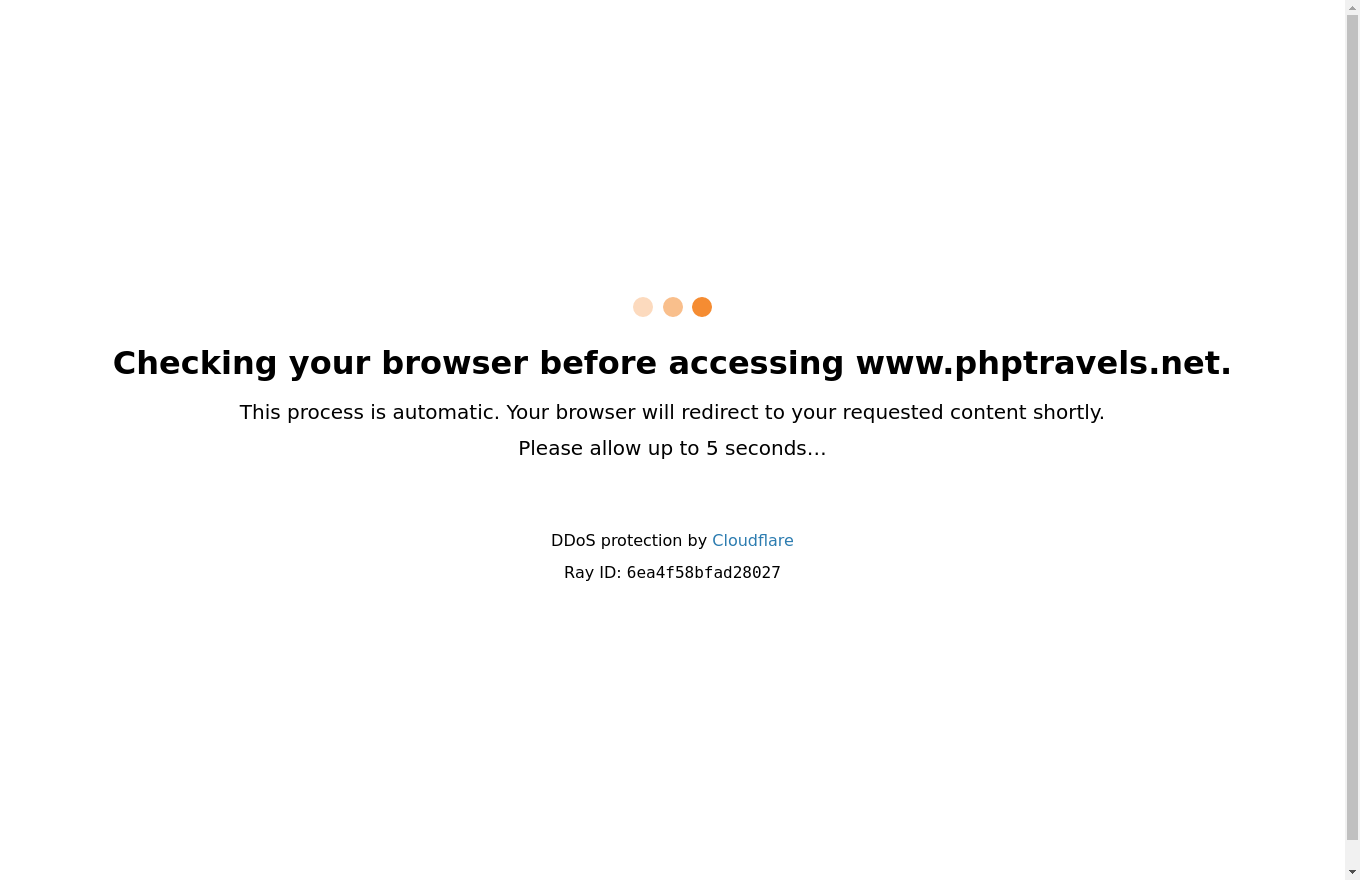 Checking your browser before accessing www.phptravels.net.
This process is automatic. Your browser will redirect to your requested content shortly.
Please allow up to 5 seconds…
DDoS protection by Cloudflare
Ray ID: 6ea4f58bfad28027